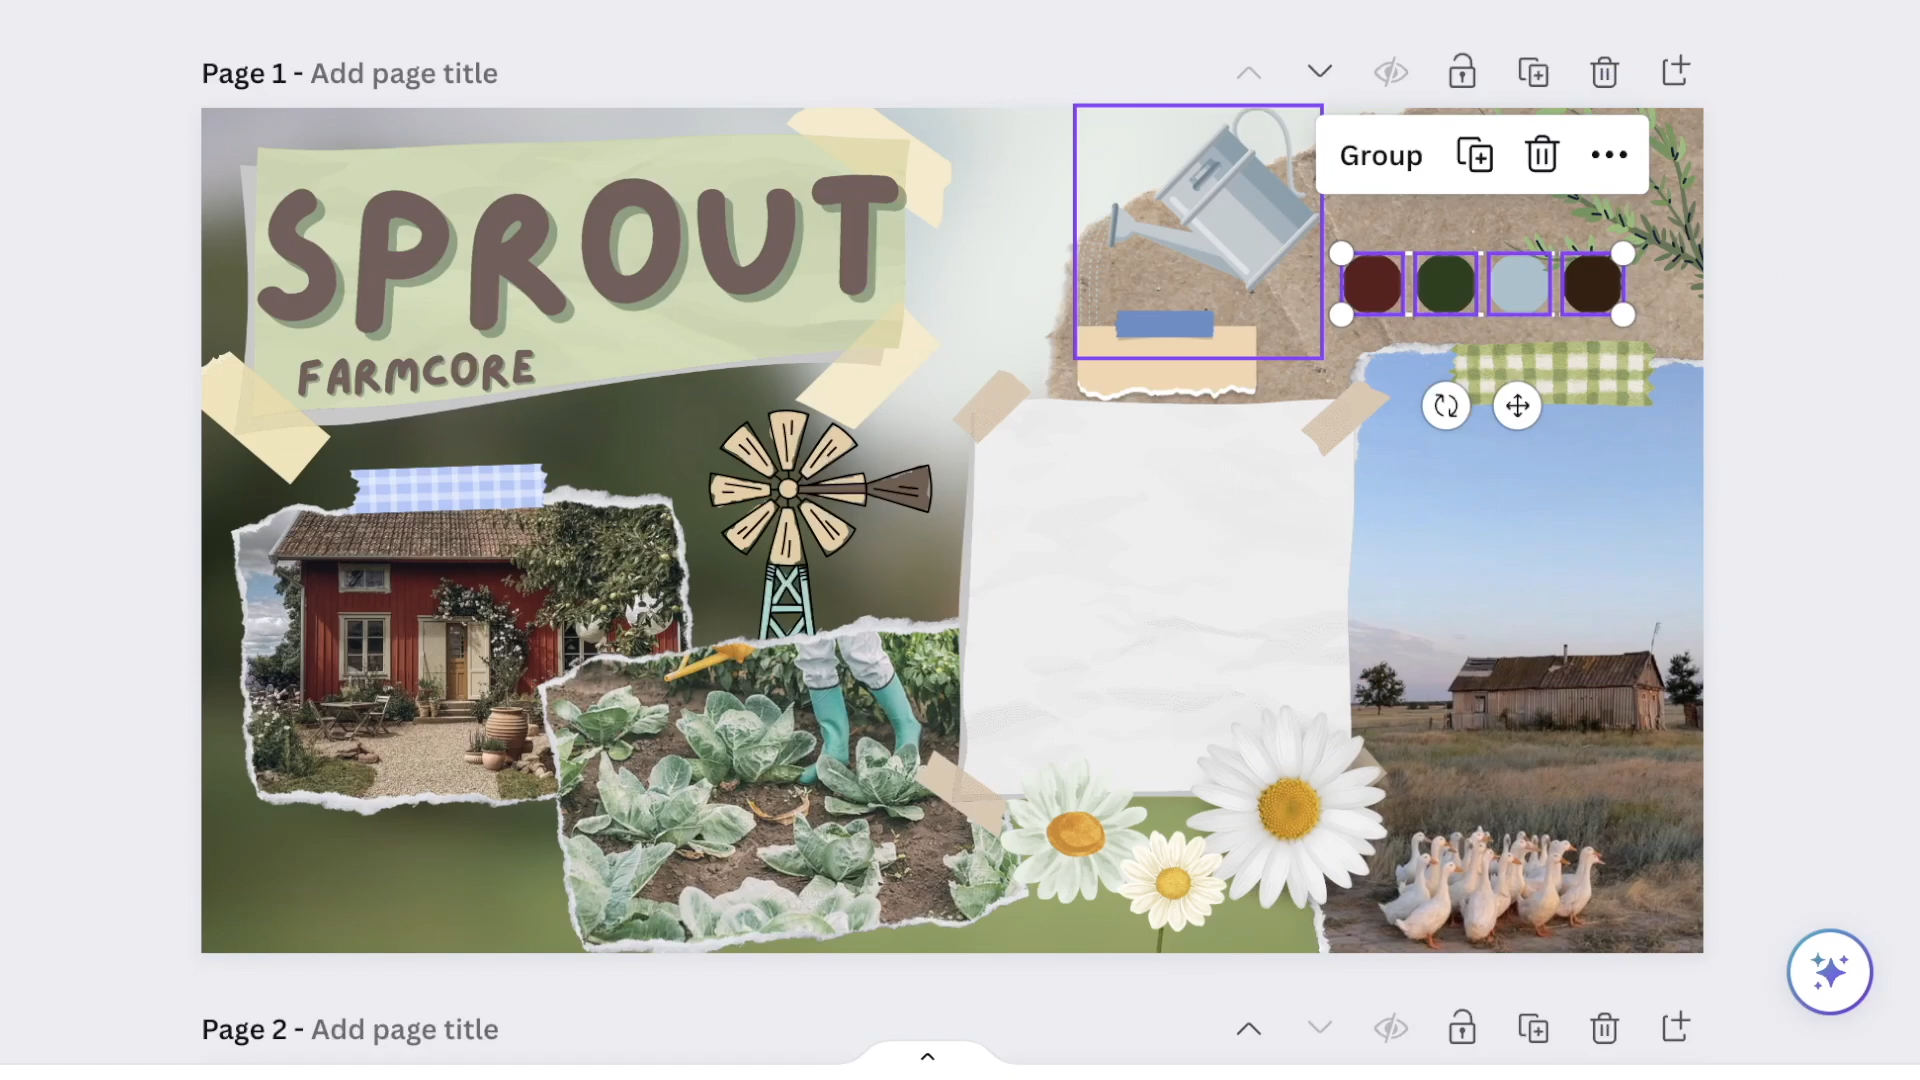 Page 1 - Add page title
Group
SPROUT
FARMCORE
Page 2 - Add page title